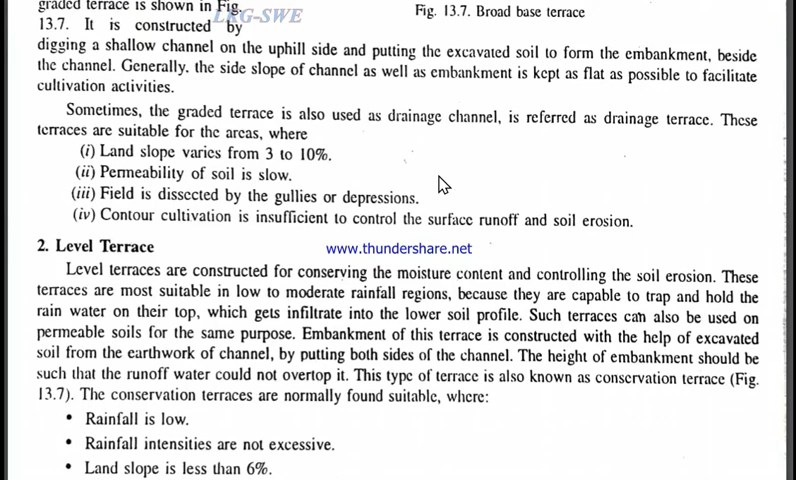 graded terrace is shown in Fig.
LKG-SWE
Fig. 13.7. Broad base terrace
13.7. It is constructed by
digging a shallow channel on the uphill side and putting the excavated soil to form the embankment, beside
the channel. Generally, the side slope of channel as well as embankment is kept as flat as possible to facilitate
cultivation activities.
Sometimes, the graded terrace is also used as drainage channel, is referred as drainage terrace. These
terraces are suitable for the areas, where
(i) Land slope varies from 3 to 10%.
(ii) Permeability of soil is slow.
(iii) Field is dissected by the gullies or depressions.
(iv) Contour cultivation is insufficient to control the surface runoff and soil erosion.
2. Level Terrace
www.thundershare.net
Level terraces are constructed for conserving the moisture content and controlling the soil erosion. These
terraces are most suitable in low to moderate rainfall regions, because they are capable to trap and hold the
rain water on their top, which gets infiltrate into the lower soil profile. Such terraces can also be used on
permeable soils for the same purpose. Embankment of this terrace is constructed with the help of excavated
soil from the earthwork of channel, by putting both sides of the channel. The height of embankment should be
such that the runoff water could not overtop it. This type of terrace is also known as conservation terrace (Fig.
13.7). The conservation terraces are normally found suitable, where:
• Rainfall is low.
• Rainfall intensities are not excessive.
• Land slope is less than 6%.